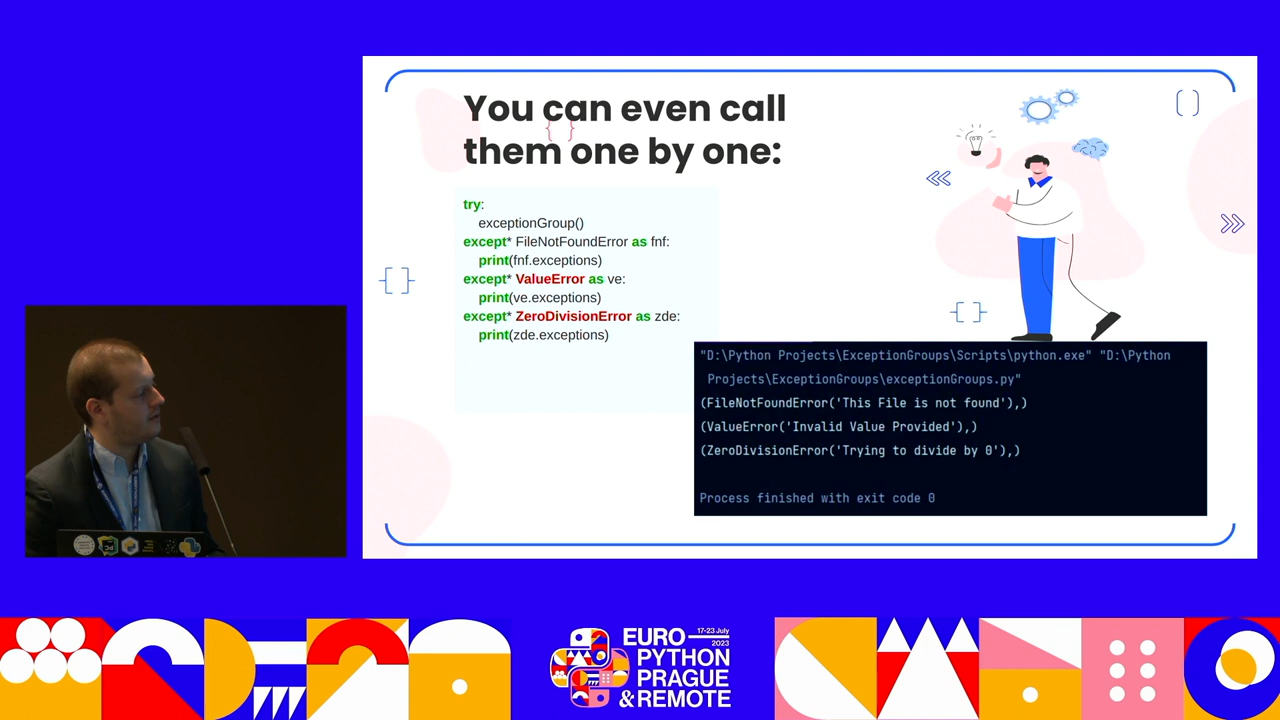 You can even call
them one by one:
{ }
[ ]
{ }
{ }
try:
exceptionGroup()
except* FileNotFoundError as fnf:
print(fnf.exceptions)
except* ValueError as ve:
print(ve.exceptions)
except* ZeroDivisionError as zde:
print(zde.exceptions)
"D:\Python Projects\ExceptionGroups\Scripts\python.exe" "D:\Python
Projects\ExceptionGroups\exceptionGroups.py"
(FileNotFoundError('This File is not found'),)
(ValueError('Invalid Value Provided'),)
(ZeroDivisionError('Trying to divide by 0'),)
Process finished with exit code 0
17-23 July
2023
EURO
PYTHON
PRAGUE
& REMOTE